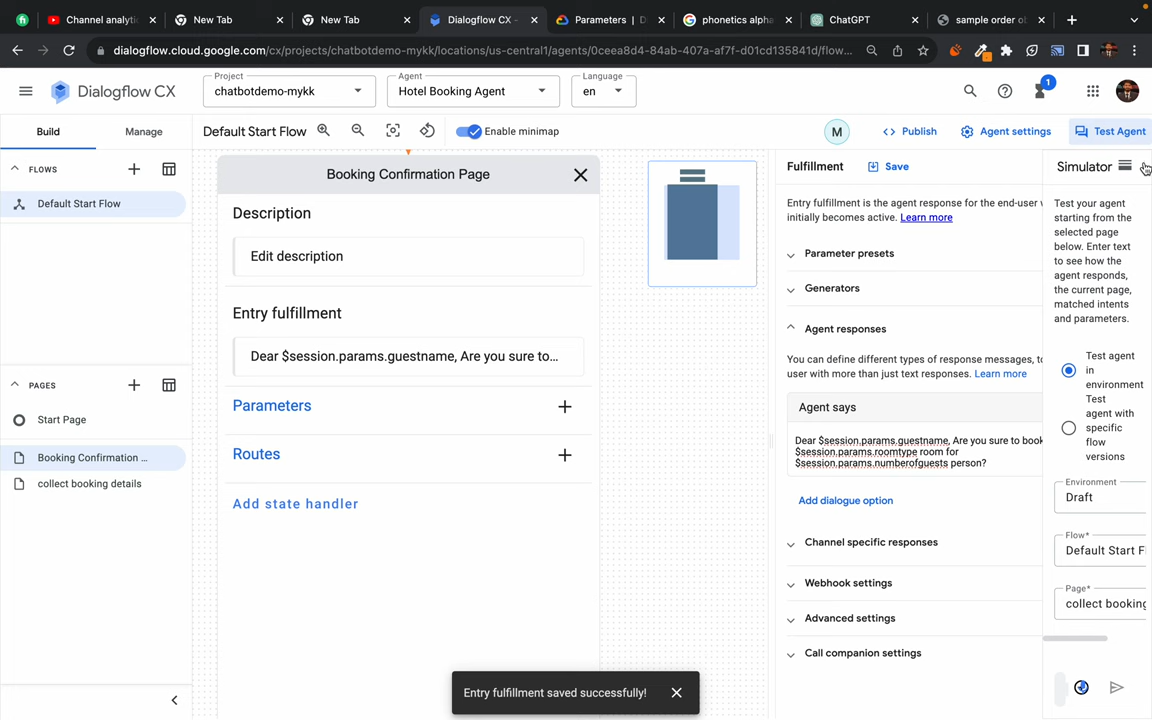 Channel analytic
New Tab
New Tab
Dialogflow CX -
Parameters | D
phonetics alpha
ChatGPT
sample order ob
dialogflow.cloud.google.com/cx/projects/chatbotdemo-mykk/locations/us-central1/agents/0ceea8d4-84ab-407a-af7f-d01cd135841d/flow...
Dialogflow CX
Project
chatbotdemo-mykk
Agent
Hotel Booking Agent
Language
en
1
Build
Manage
Default Start Flow
Enable minimap
M
Publish
Agent settings
Test Agent
FLOWS
Default Start Flow
PAGES
Start Page
Booking Confirmation ...
collect booking details
Booking Confirmation Page
Description
Edit description
Entry fulfillment
Dear $session.params.guestname, Are you sure to...
Parameters
Routes
Add state handler
Fulfillment
Save
Entry fulfillment is the agent response for the end-user
initially becomes active. Learn more
Parameter presets
Generators
Agent responses
You can define different types of response messages, to
user with more than just text responses. Learn more
Agent says
Dear $session.params.guestname, Are you sure to book
$session.params.roomtype room for
$session.params.numberofguests person?
Add dialogue option
Channel specific responses
Webhook settings
Advanced settings
Call companion settings
Simulator
Test your agent
starting from the
selected page
below. Enter text
to see how the
agent responds,
the current page,
matched intents
and parameters.
Test agent
in
environment
Test
agent with
specific
flow
versions
Environment
Draft
Flow*
Default Start F
Page*
collect booking
Entry fulfillment saved successfully!